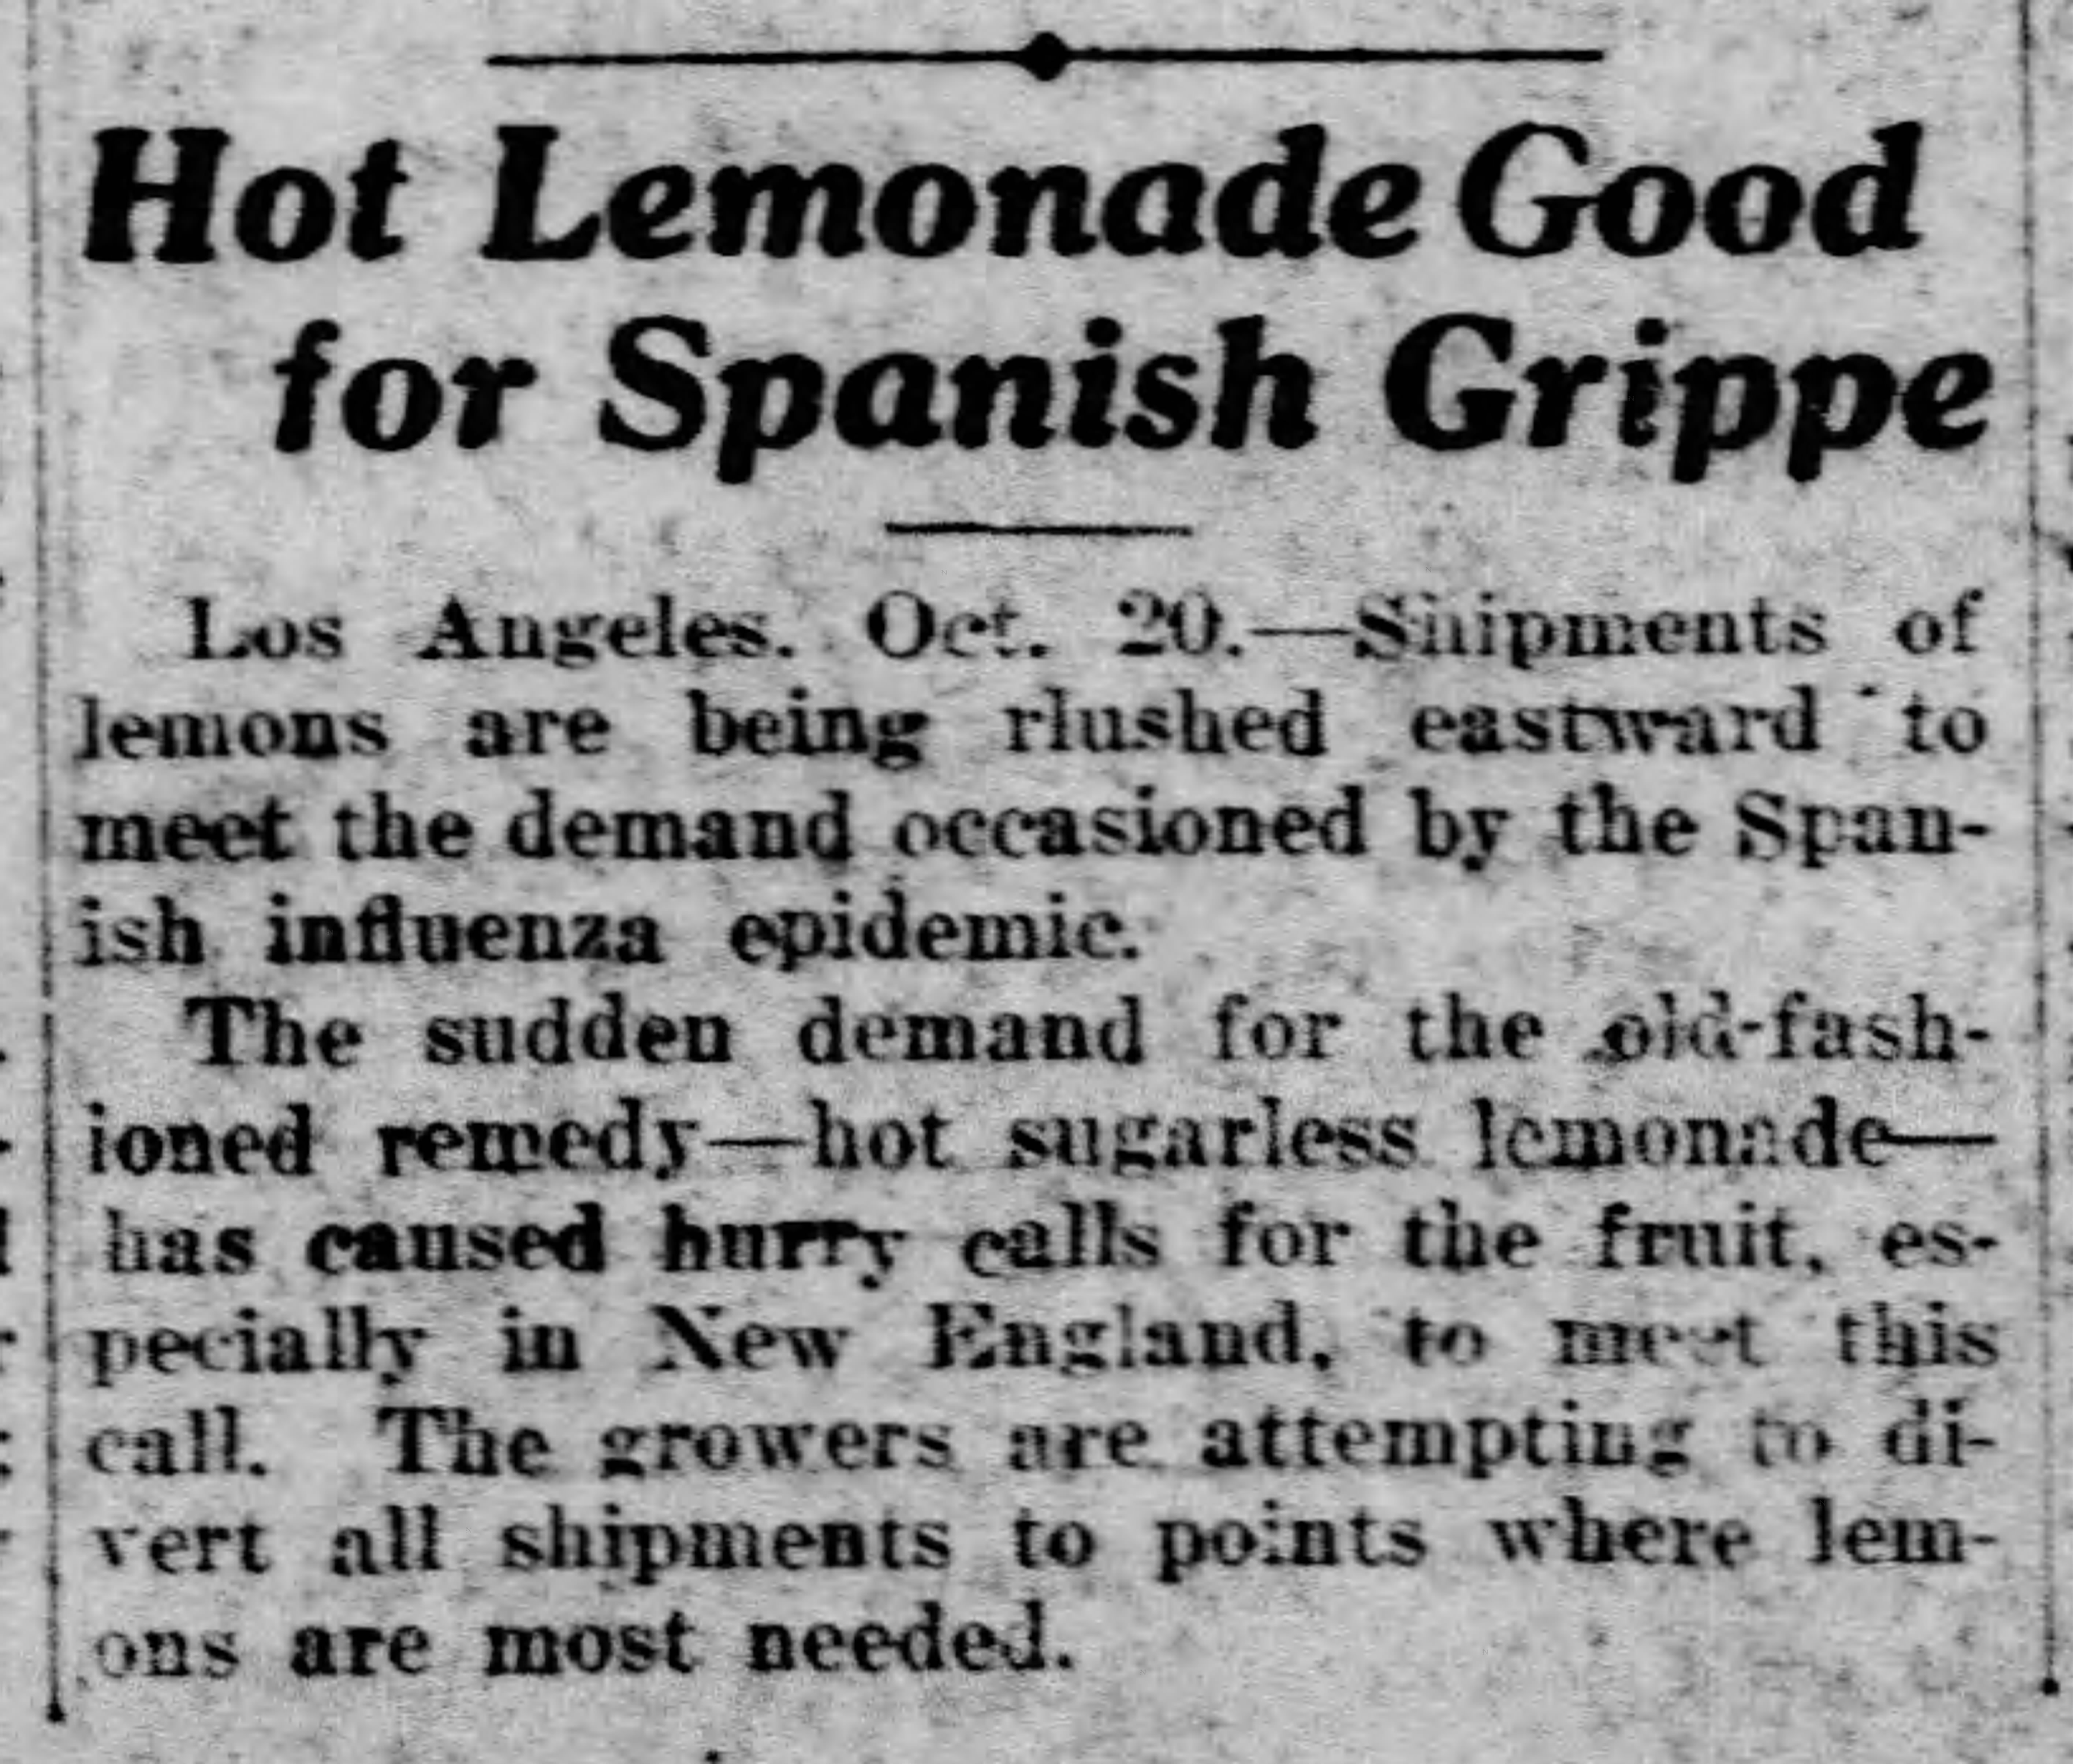 Hot Lemonade Good
for Spanish Grippe
Los Angeles. Oct. 20.—Shipments of
lemons are being rlushed eastward to
meet the demand occasioned by the Span-
ish influenza epidemic.
The sudden demand for the old-fash-
ioned remedy—hot sugarless lemonade—
has caused hurry calls for the fruit, es-
pecially in New England, to meet this
call. The growers are attempting to di-
vert all shipments to points where lem-
ons are most needed.